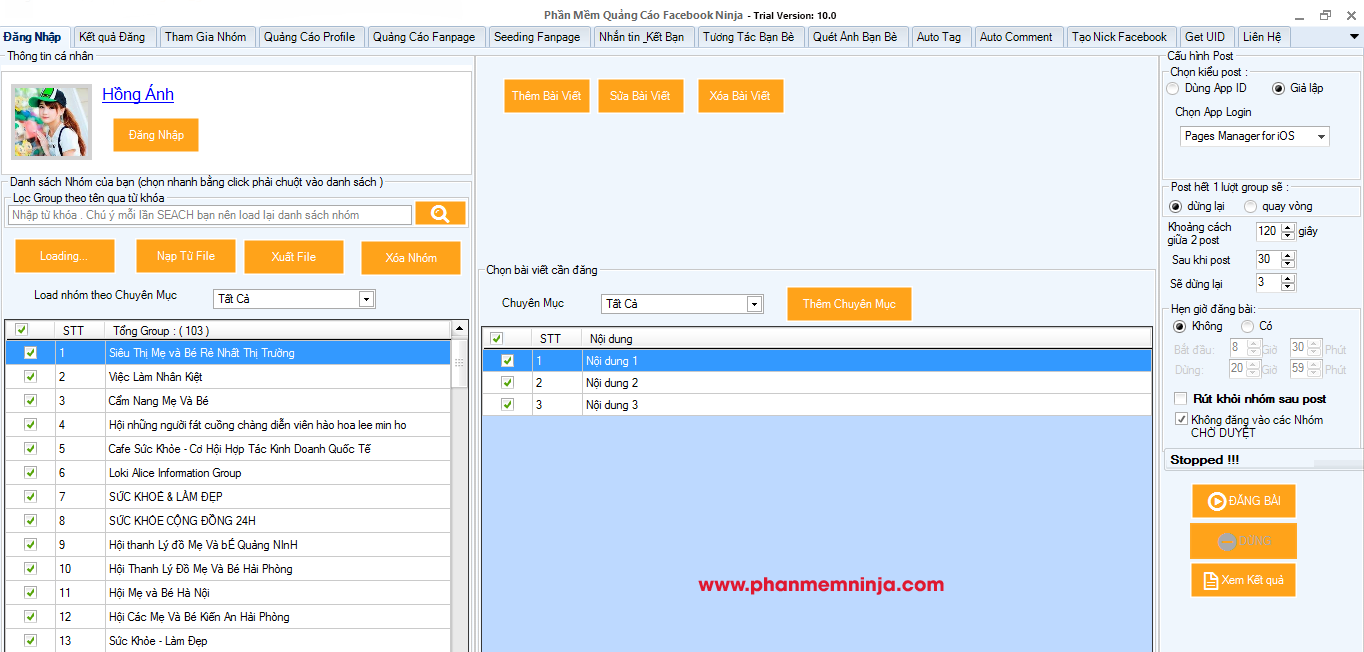 Phần Mềm Quảng Cáo Facebook Ninja - Trial Version: 10.0
Đăng Nhập Kết quả Đăng Tham Gia Nhóm Quảng Cáo Profile Quảng Cáo Fanpage Seeding Fanpage Nhắn tin _Kết Bạn Tương Tác Bạn Bè Quét Ảnh Bạn Bè Auto Tag Auto Comment Tạo Nick Facebook Get UID Liên Hệ
Thông tin cá nhân
Hồng Ánh
Đăng Nhập
Danh sách Nhóm của bạn (chọn nhanh bằng click phải chuột vào danh sách )
Lọc Group theo tên qua từ khóa
Nhập từ khóa . Chú ý mỗi lần SEACH bạn nên load lại danh sách nhóm
Loading... Nạp Từ File Xuất File Xóa Nhóm
Load nhóm theo Chuyên Mục Tất Cả
STT Tổng Group : ( 103 )
1 Siêu Thị Mẹ và Bé Rẻ Nhất Thị Trường
2 Việc Làm Nhân Kiệt
3 Cẩm Nang Mẹ Và Bé
4 Hội những người fát cuồng chàng diễn viên hào hoa lee min ho
5 Cafe Sức Khỏe - Cơ Hội Hợp Tác Kinh Doanh Quốc Tế
6 Loki Alice Information Group
7 SỨC KHOẺ & LÀM ĐẸP
8 SỨC KHỎE CỘNG ĐỒNG 24H
9 Hội thanh Lý đồ Mẹ Và bÉ Quảng NInH
10 Hội Thanh Lý Đồ Mẹ Và Bé Hải Phòng
11 Hội Mẹ và Bé Hà Nội
12 Hội Các Mẹ Và Bé Kiến An Hải Phòng
13 Sức Khỏe - Làm Đẹp
Thêm Bài Viết Sửa Bài Viết Xóa Bài Viết
Chọn bài viết cần đăng
Chuyên Mục Tất Cả Thêm Chuyên Mục
STT Nội dung
1 Nội dung 1
2 Nội dung 2
3 Nội dung 3
www.phanmemninja.com
Cấu hình Post
Chọn kiểu post :
Dùng App ID Giả lập
Chọn App Login
Pages Manager for iOS
Post hết 1 lượt group sẽ :
dừng lại quay vòng
Khoảng cách
giữa 2 post 120 giây
Sau khi post 30
Sẽ dừng lại 3
Hẹn giờ đăng bài:
Không Có
Bắt đầu: 8 Giờ 30 Phút
Dừng: 20 Giờ 59 Phút
Rút khỏi nhóm sau post
Không đăng vào các Nhóm
CHỜ DUYỆT
Stopped !!!
ĐĂNG BÀI
DỪNG
Xem Kết quả